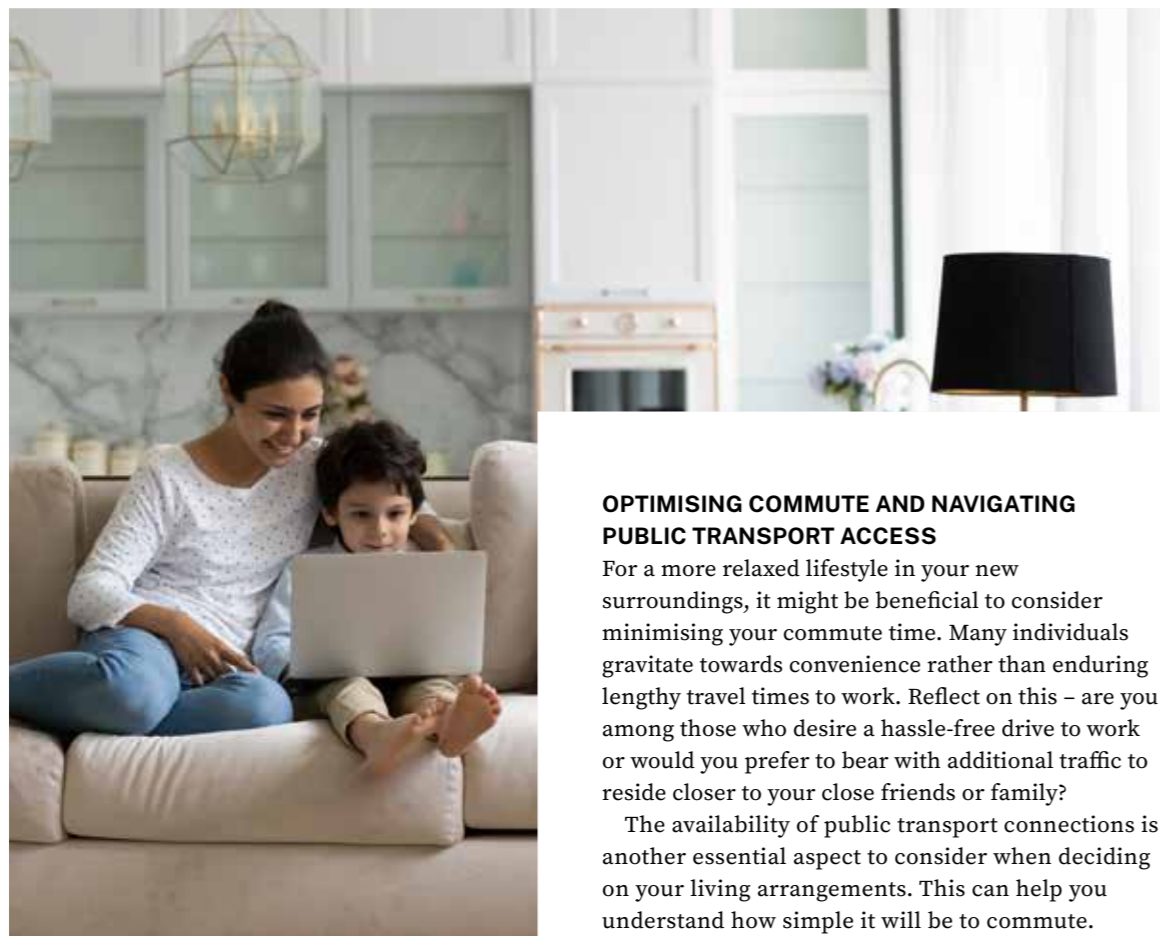 OPTIMISING COMMUTE AND NAVIGATING
PUBLIC TRANSPORT ACCESS
For a more relaxed lifestyle in your new
surroundings, it might be beneficial to consider
minimising your commute time. Many individuals
gravitate towards convenience rather than enduring
lengthy travel times to work. Reflect on this – are you
among those who desire a hassle-free drive to work
or would you prefer to bear with additional traffic to
reside closer to your close friends or family?
The availability of public transport connections is
another essential aspect to consider when deciding
on your living arrangements. This can help you
understand how simple it will be to commute.